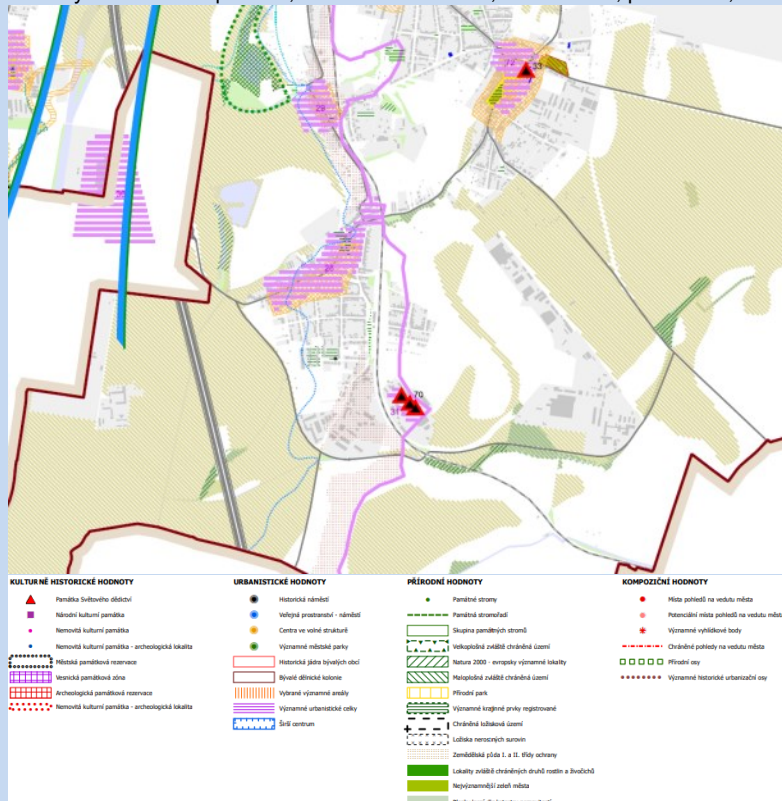 72
33
7
29
28
70
31
KULTURNĚ HISTORICKÉ HODNOTY
Památka Světového dědictví
Národní kulturní památka
Nemovitá kulturní památka
Nemovitá kulturní památka - archeologická lokalita
Městská památková rezervace
Vesnická památková zóna
Archeologická památková rezervace
Nemovitá kulturní památka - archeologická lokalita
URBANISTICKÉ HODNOTY
Historická náměstí
Veřejná prostranství - náměstí
Centra ve volné struktuře
Významné městské parky
Historická jádra bývalých obcí
Bývalé dělnické kolonie
Vybrané významné areály
Významné urbanistické celky
Širší centrum
PŘÍRODNÍ HODNOTY
Památné stromy
Památná stromořadí
Skupina památných stromů
Velkoplošná zvláště chráněné území
Natura 2000 - evropsky významné lokality
Maloplošná zvláště chráněná území
Přírodní park
Významné krajinné prvky registrované
Chráněná ložisková území
Ložiska nerostných surovin
Zemědělská půda I. a II. třídy ochrany
Lokality zvláště chráněných druhů rostlin a živočichů
Nejvýznamnější zeleň města
KOMPOZIČNÍ HODNOTY
Místa pohledů na vedutu města
Potenciální místa pohledů na vedutu města
Významné vyhlídkové body
Chráněné pohledy na vedutu města
Přírodní osy
Významné historické urbanizační osy